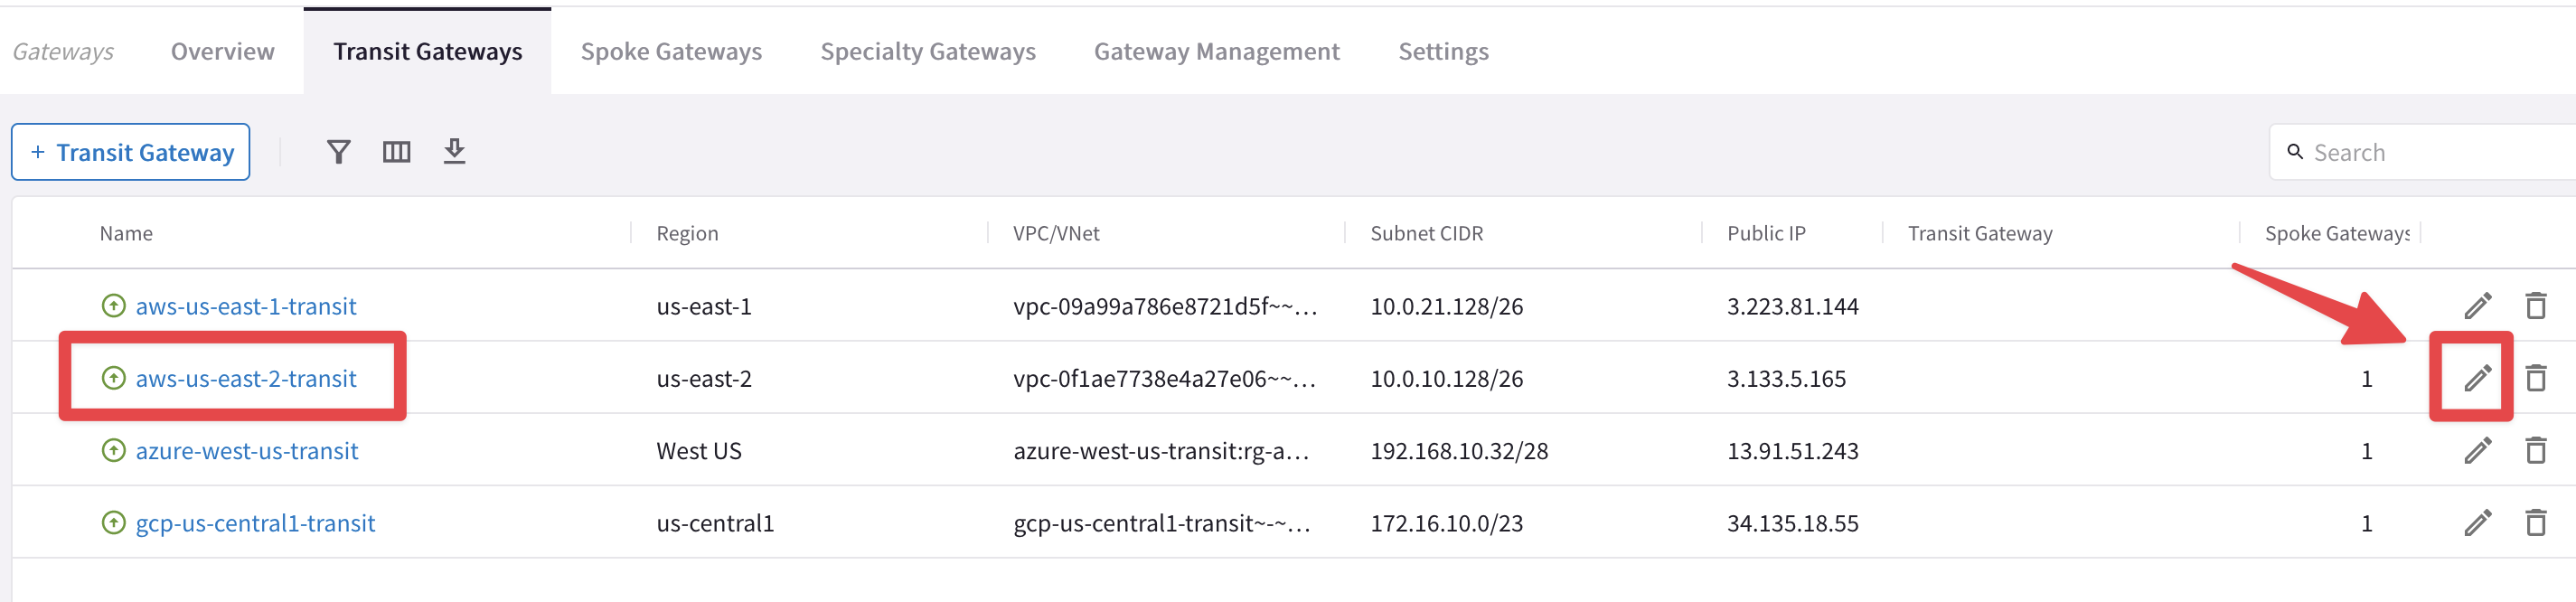 Gateways Overview Transit Gateways Spoke Gateways Specialty Gateways Gateway Management Settings
+ Transit Gateway Search
Name Region VPC/VNet Subnet CIDR Public IP Transit Gateway Spoke Gateways
aws-us-east-1-transit us-east-1 vpc-09a99a786e8721d5f~~... 10.0.21.128/26 3.223.81.144
aws-us-east-2-transit us-east-2 vpc-0f1ae7738e4a27e06~~... 10.0.10.128/26 3.133.5.165 1
azure-west-us-transit West US azure-west-us-transit:rg-a... 192.168.10.32/28 13.91.51.243 1
gcp-us-central1-transit us-central1 gcp-us-central1-transit~-~... 172.16.10.0/23 34.135.18.55 1